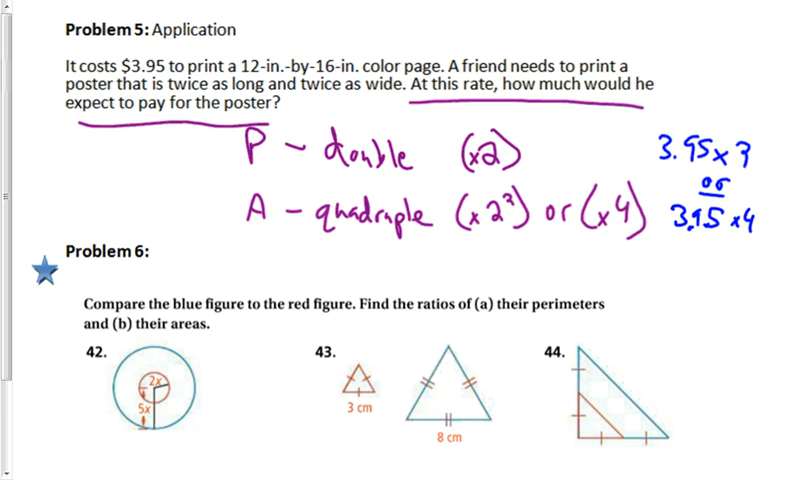 Problem 5: Application
It costs $3.95 to print a 12-in.-by-16-in. color page. A friend needs to print a
poster that is twice as long and twice as wide. At this rate, how much would he
expect to pay for the poster?
P ~ double (x2)
3.95 x
or
A – quadruple (x 2²) or (x 4)
3.95 x4
Problem 6:
Compare the blue figure to the red figure. Find the ratios of (a) their perimeters
and (b) their areas.
42.
43.
44.
2x
5x
3 cm
8 cm